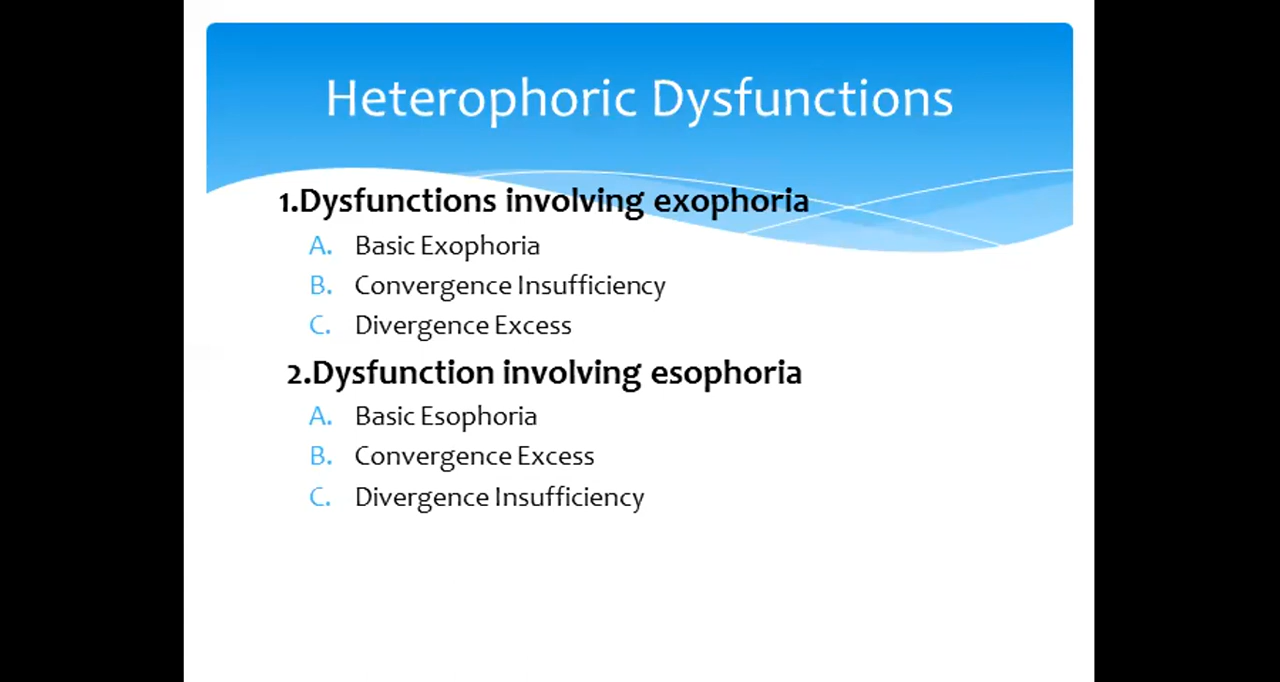 Heterophoric Dysfunctions
1.Dysfunctions involving exophoria
A. Basic Exophoria
B. Convergence Insufficiency
C. Divergence Excess
2.Dysfunction involving esophoria
A. Basic Esophoria
B. Convergence Excess
C. Divergence Insufficiency